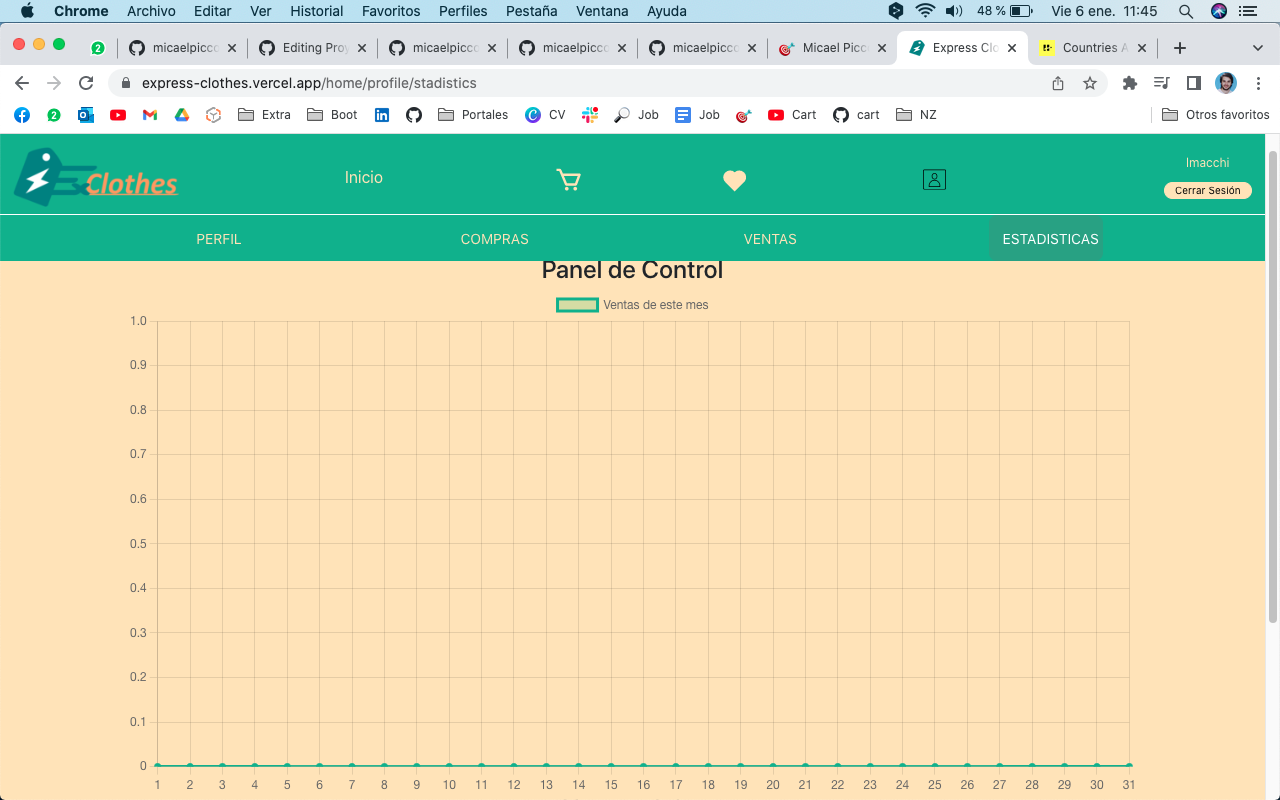 Chrome Archivo Editar Ver Historial Favoritos Perfiles Pestaña Ventana Ayuda 48 % Vie 6 ene. 11:45
2 micaelpicco Editing Proy micaelpicco micaelpicco micaelpicco Micael Picc Express Clo Countries A
express-clothes.vercel.app/home/profile/stadistics
2 Extra Boot Portales CV Job Job Cart cart NZ Otros favoritos
Clothes
Inicio
lmacchi
Cerrar Sesión
PERFIL COMPRAS VENTAS ESTADISTICAS
Panel de Control
Ventas de este mes
1.0
0.9
0.8
0.7
0.6
0.5
0.4
0.3
0.2
0.1
0
1 2 3 4 5 6 7 8 9 10 11 12 13 14 15 16 17 18 19 20 21 22 23 24 25 26 27 28 29 30 31